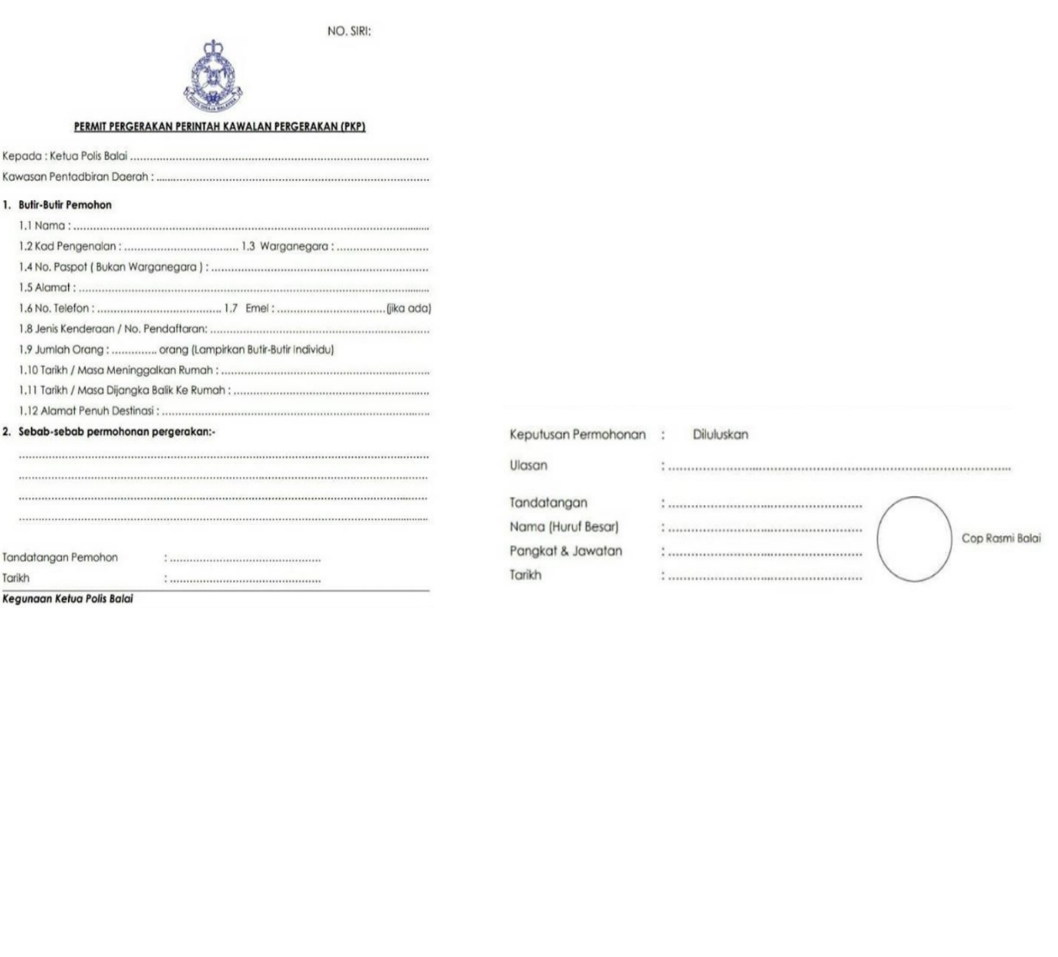 NO. SIRI:
POLIS DIRAJA MALAYSIA
PERMIT PERGERAKAN PERINTAH KAWALAN PERGERAKAN (PKP)
Kepada : Ketua Polis Balai ........................................................................
Kawasan Pentadbiran Daerah : ........................................................................
1. Butir-Butir Pemohon
1.1 Nama : ........................................................................
1.2 Kad Pengenalan : .................................. 1.3 Warganegara : ............................
1.4 No. Paspot ( Bukan Warganegara ) : ........................................................................
1.5 Alamat : ........................................................................
1.6 No. Telefon : ..................................... 1.7 Emel : ................................(jika ada)
1.8 Jenis Kenderaan / No. Pendaftaran: ........................................................................
1.9 Jumlah Orang : ............. orang (Lampirkan Butir-Butir Individu)
1.10 Tarikh / Masa Meninggalkan Rumah : ..............................................................
1.11 Tarikh / Masa Dijangka Balik Ke Rumah : ..........................................................
1.12 Alamat Penuh Destinasi : ........................................................................
2. Sebab-sebab permohonan pergerakan:-
........................................................................
........................................................................
........................................................................
........................................................................
Tandatangan Pemohon : .............................................
Tarikh : .............................................
Kegunaan Ketua Polis Balai
Keputusan Permohonan : Diluluskan
Ulasan : ........................................................................
Tandatangan : ..................................................
Nama (Huruf Besar) : ..................................................
Pangkat & Jawatan : ..................................................
Cop Rasmi Balai
Tarikh : ..................................................